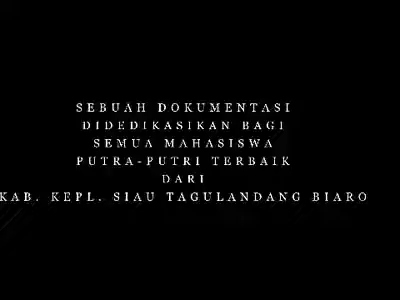 SEBUAH DOKUMENTASI
DIDEDIKASIKAN BAGI
SEMUA MAHASISWA
PUTRA-PUTRI TERBAIK
DARI
KAB. KEPL. SIAU TAGULANDANG BIARO